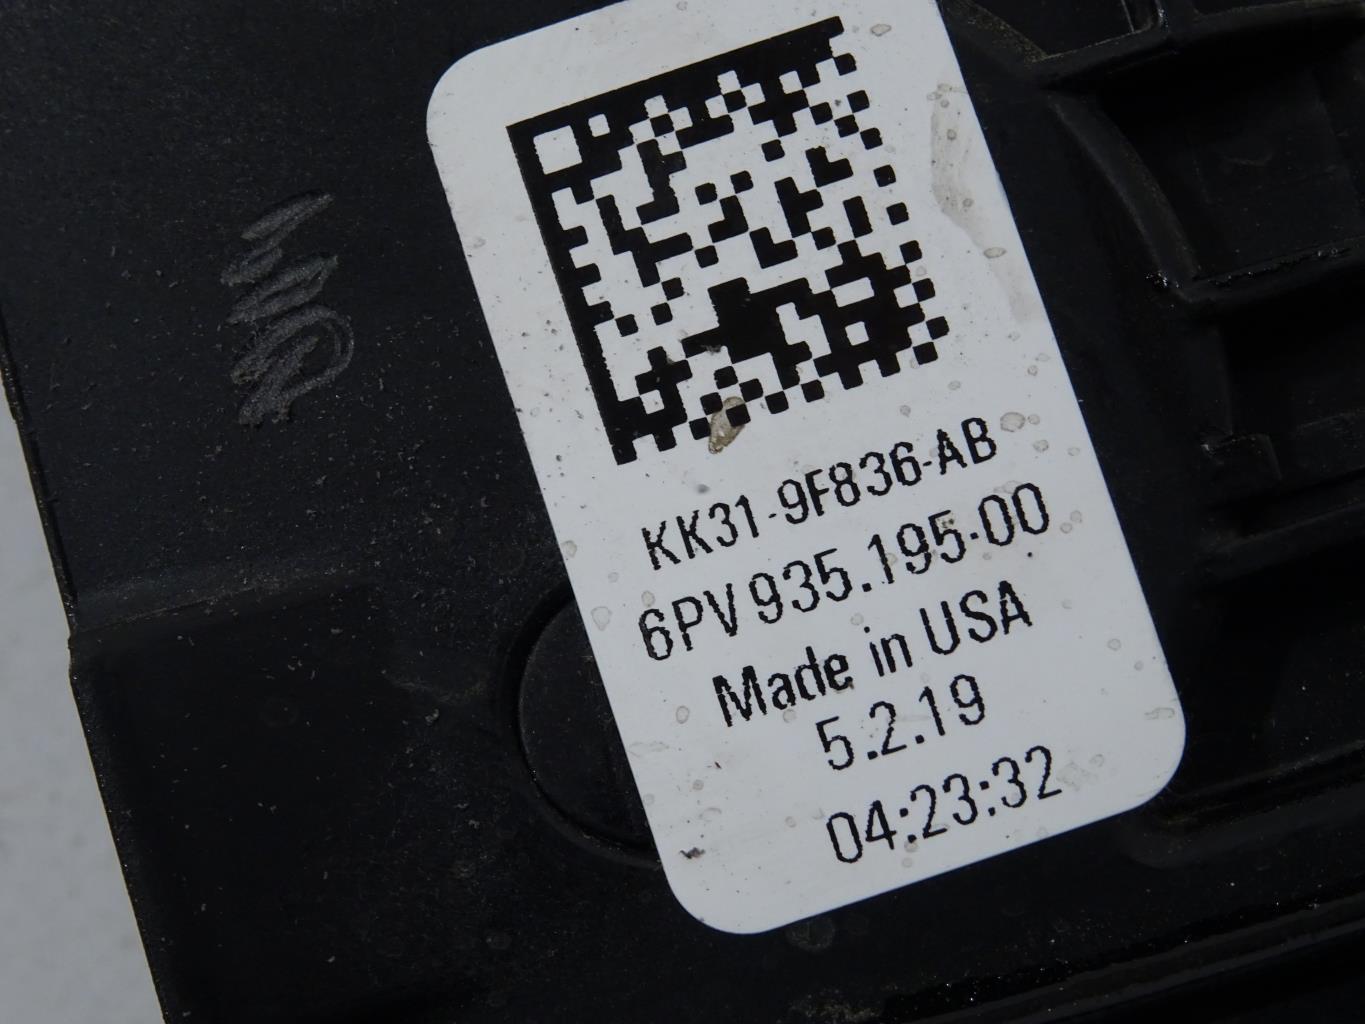 KK31-9F836-AB
6PV 935.195-00
Made in USA
5.2.19
04:23:32